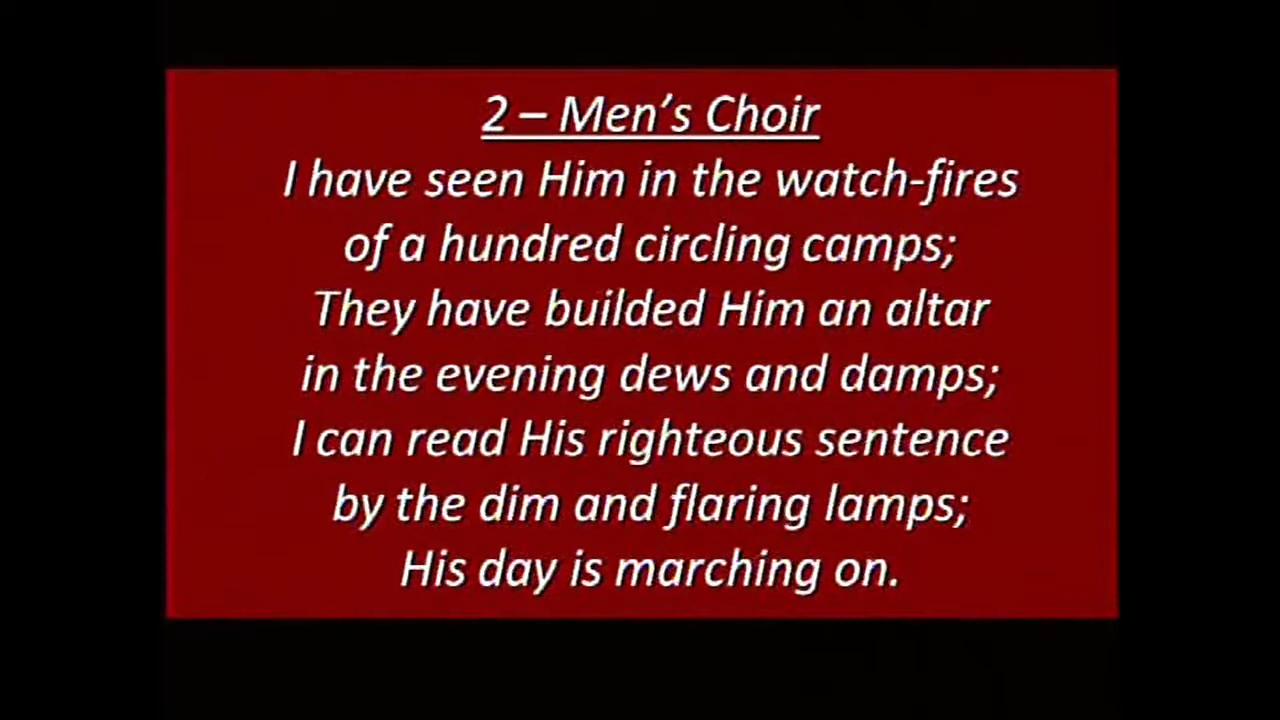 2 – Men’s Choir
I have seen Him in the watch-fires
of a hundred circling camps;
They have builded Him an altar
in the evening dews and damps;
I can read His righteous sentence
by the dim and flaring lamps;
His day is marching on.